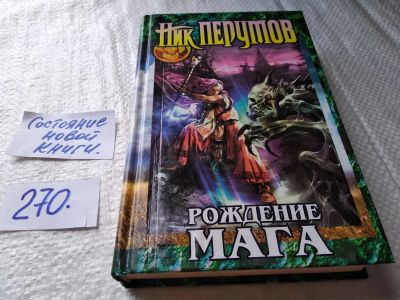 Ник ПЕРУМОВ
Состояние
новой
книги.
270.
РОЖДЕНИЕ
МАГА